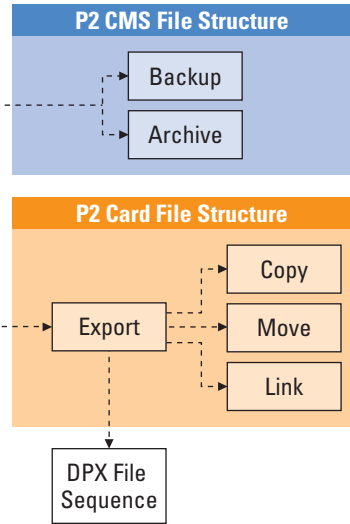 P2 CMS File Structure
Backup
Archive
P2 Card File Structure
Copy
Export
Move
Link
DPX File
Sequence